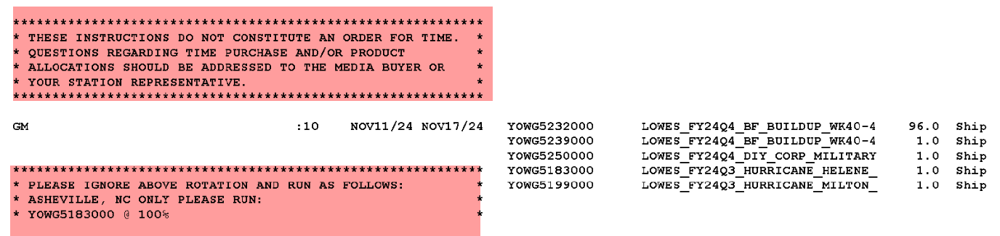 *************************************************************
* THESE INSTRUCTIONS DO NOT CONSTITUTE AN ORDER FOR TIME. *
* QUESTIONS REGARDING TIME PURCHASE AND/OR PRODUCT *
* ALLOCATIONS SHOULD BE ADDRESSED TO THE MEDIA BUYER OR *
* YOUR STATION REPRESENTATIVE. *
*************************************************************
GM :10 NOV11/24 NOV17/24 YOWG5232000 LOWES_FY24Q4_BF_BUILDUP_WK40-4 96.0 Ship
YOWG5239000 LOWES_FY24Q4_BF_BUILDUP_WK40-4 1.0 Ship
YOWG5250000 LOWES_FY24Q4_DIY_CORP_MILITARY 1.0 Ship
YOWG5183000 LOWES_FY24Q3_HURRICANE_HELENE_ 1.0 Ship
YOWG5199000 LOWES_FY24Q3_HURRICANE_MILTON_ 1.0 Ship
*************************************************************
* PLEASE IGNORE ABOVE ROTATION AND RUN AS FOLLOWS: *
* ASHEVILLE, NC ONLY PLEASE RUN: *
* YOWG5183000 @ 100% *